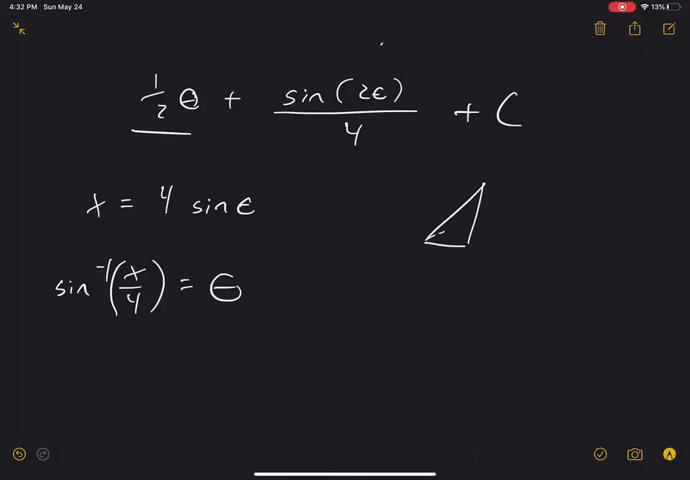 4:32 PM Sun May 24 13%
1/2 θ + sin(2θ)/4 + C
x = 4 sinθ
sin⁻¹(x/4) = θ